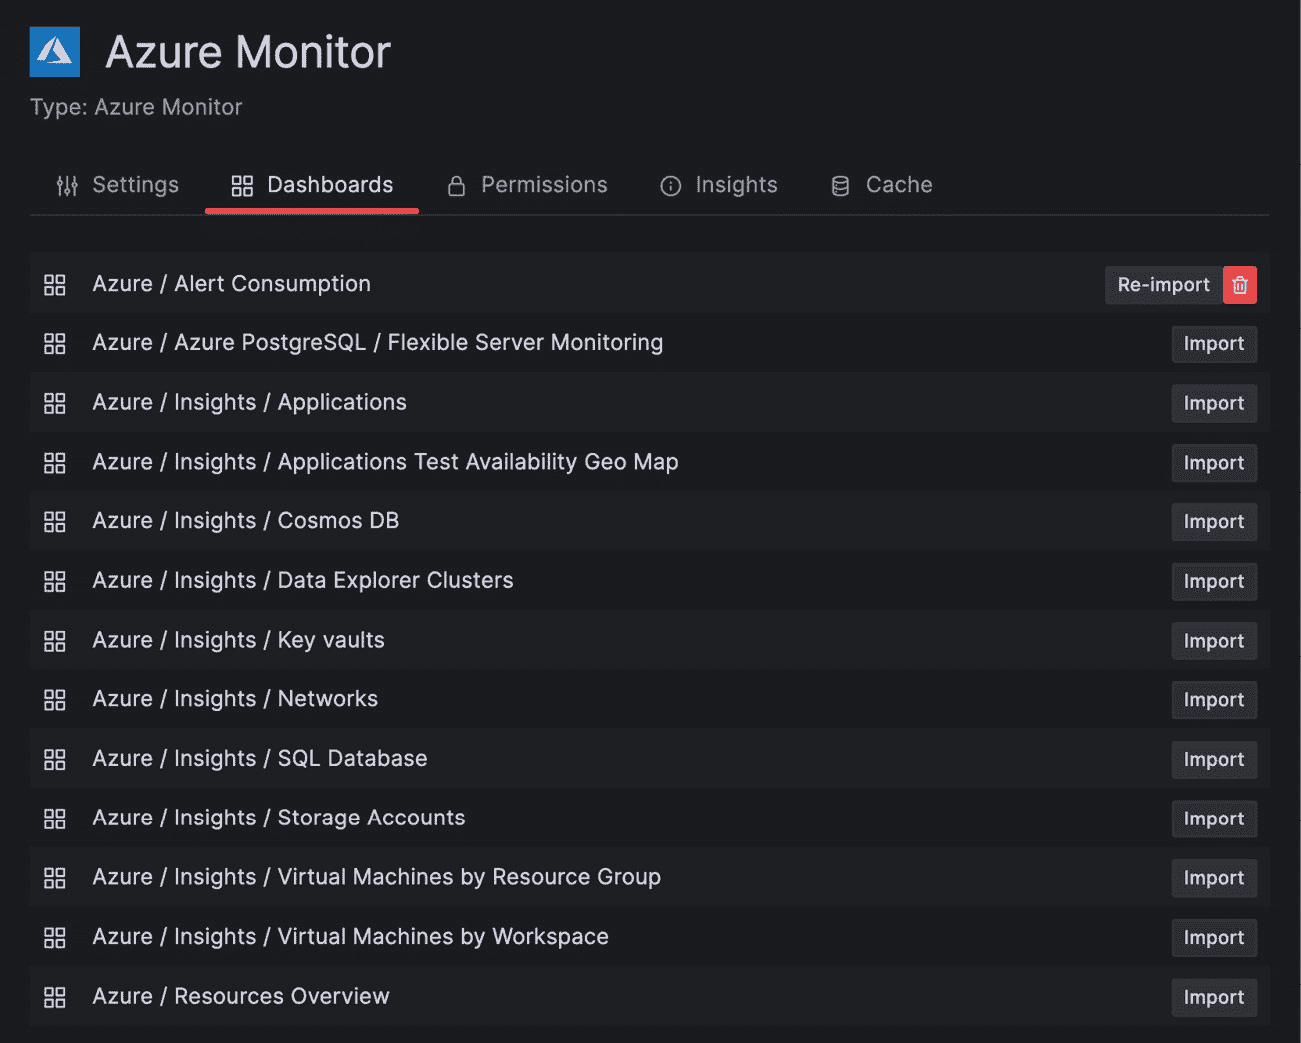 Azure Monitor
Type: Azure Monitor
Settings Dashboards Permissions Insights Cache
Azure / Alert Consumption Re-import
Azure / Azure PostgreSQL / Flexible Server Monitoring Import
Azure / Insights / Applications Import
Azure / Insights / Applications Test Availability Geo Map Import
Azure / Insights / Cosmos DB Import
Azure / Insights / Data Explorer Clusters Import
Azure / Insights / Key vaults Import
Azure / Insights / Networks Import
Azure / Insights / SQL Database Import
Azure / Insights / Storage Accounts Import
Azure / Insights / Virtual Machines by Resource Group Import
Azure / Insights / Virtual Machines by Workspace Import
Azure / Resources Overview Import